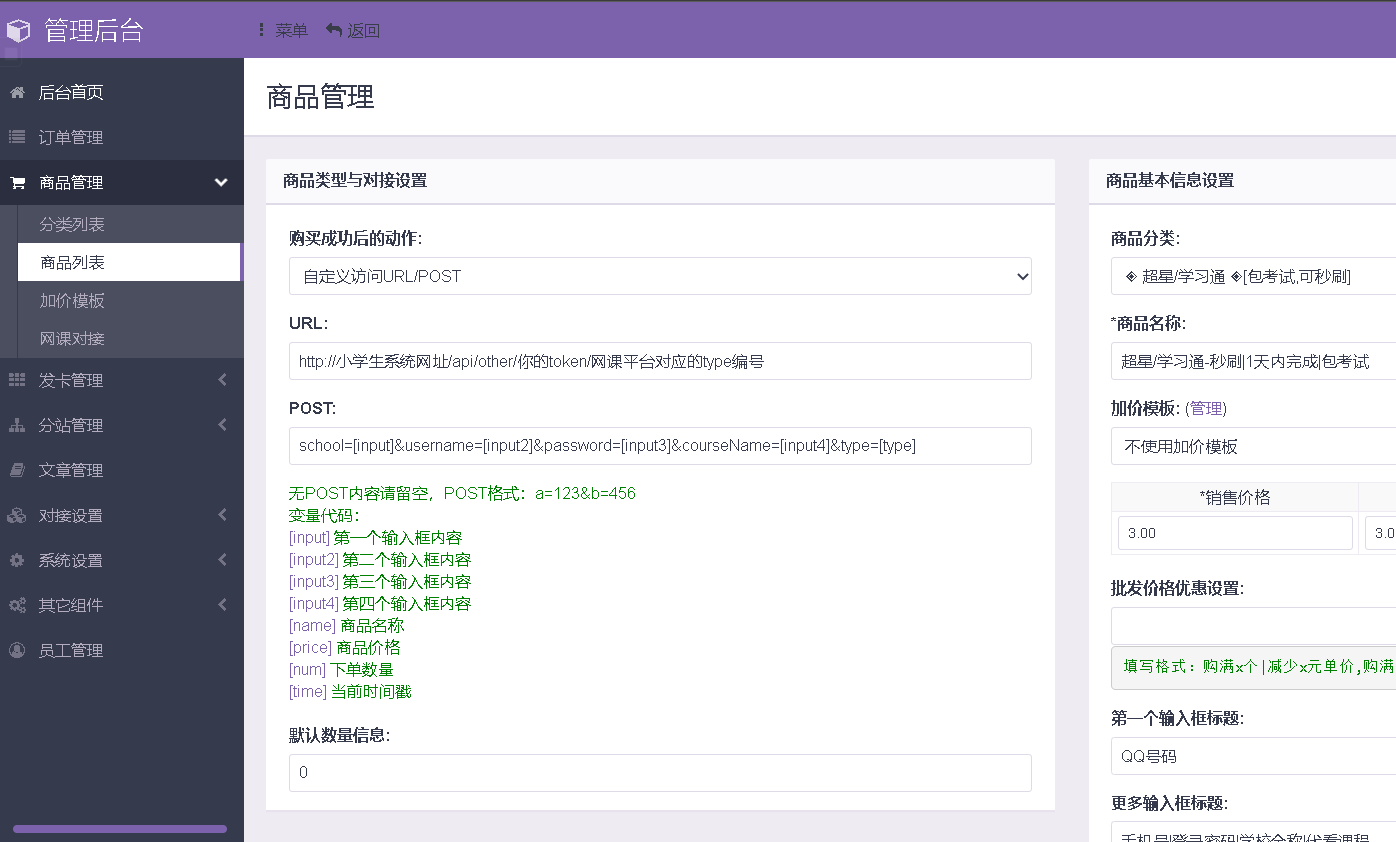 管理后台
菜单 返回
后台首页
订单管理
商品管理
分类列表
商品列表
加价模板
网课对接
发卡管理
分站管理
文章管理
对接设置
系统设置
其它组件
员工管理
商品管理
商品类型与对接设置
购买成功后的动作:
自定义访问URL/POST
URL:
http://小学生系统网址/api/other/你的token/网课平台对应的type编号
POST:
school=[input]&username=[input2]&password=[input3]&courseName=[input4]&type=[type]
无POST内容请留空，POST格式：a=123&b=456
变量代码：
[input] 第一个输入框内容
[input2] 第二个输入框内容
[input3] 第三个输入框内容
[input4] 第四个输入框内容
[name] 商品名称
[price] 商品价格
[num] 下单数量
[time] 当前时间戳
默认数量信息:
0
商品基本信息设置
商品分类:
◈ 超星/学习通 ◈[包考试,可秒刷]
*商品名称:
超星/学习通-秒刷|1天内完成|包考试
加价模板: (管理)
不使用加价模板
*销售价格
3.00 3.0
批发价格优惠设置:
填写格式：购满x个|减少x元单价,购满
第一个输入框标题:
QQ号码
更多输入框标题:
手机号|登录密码|学校全称|代看课程